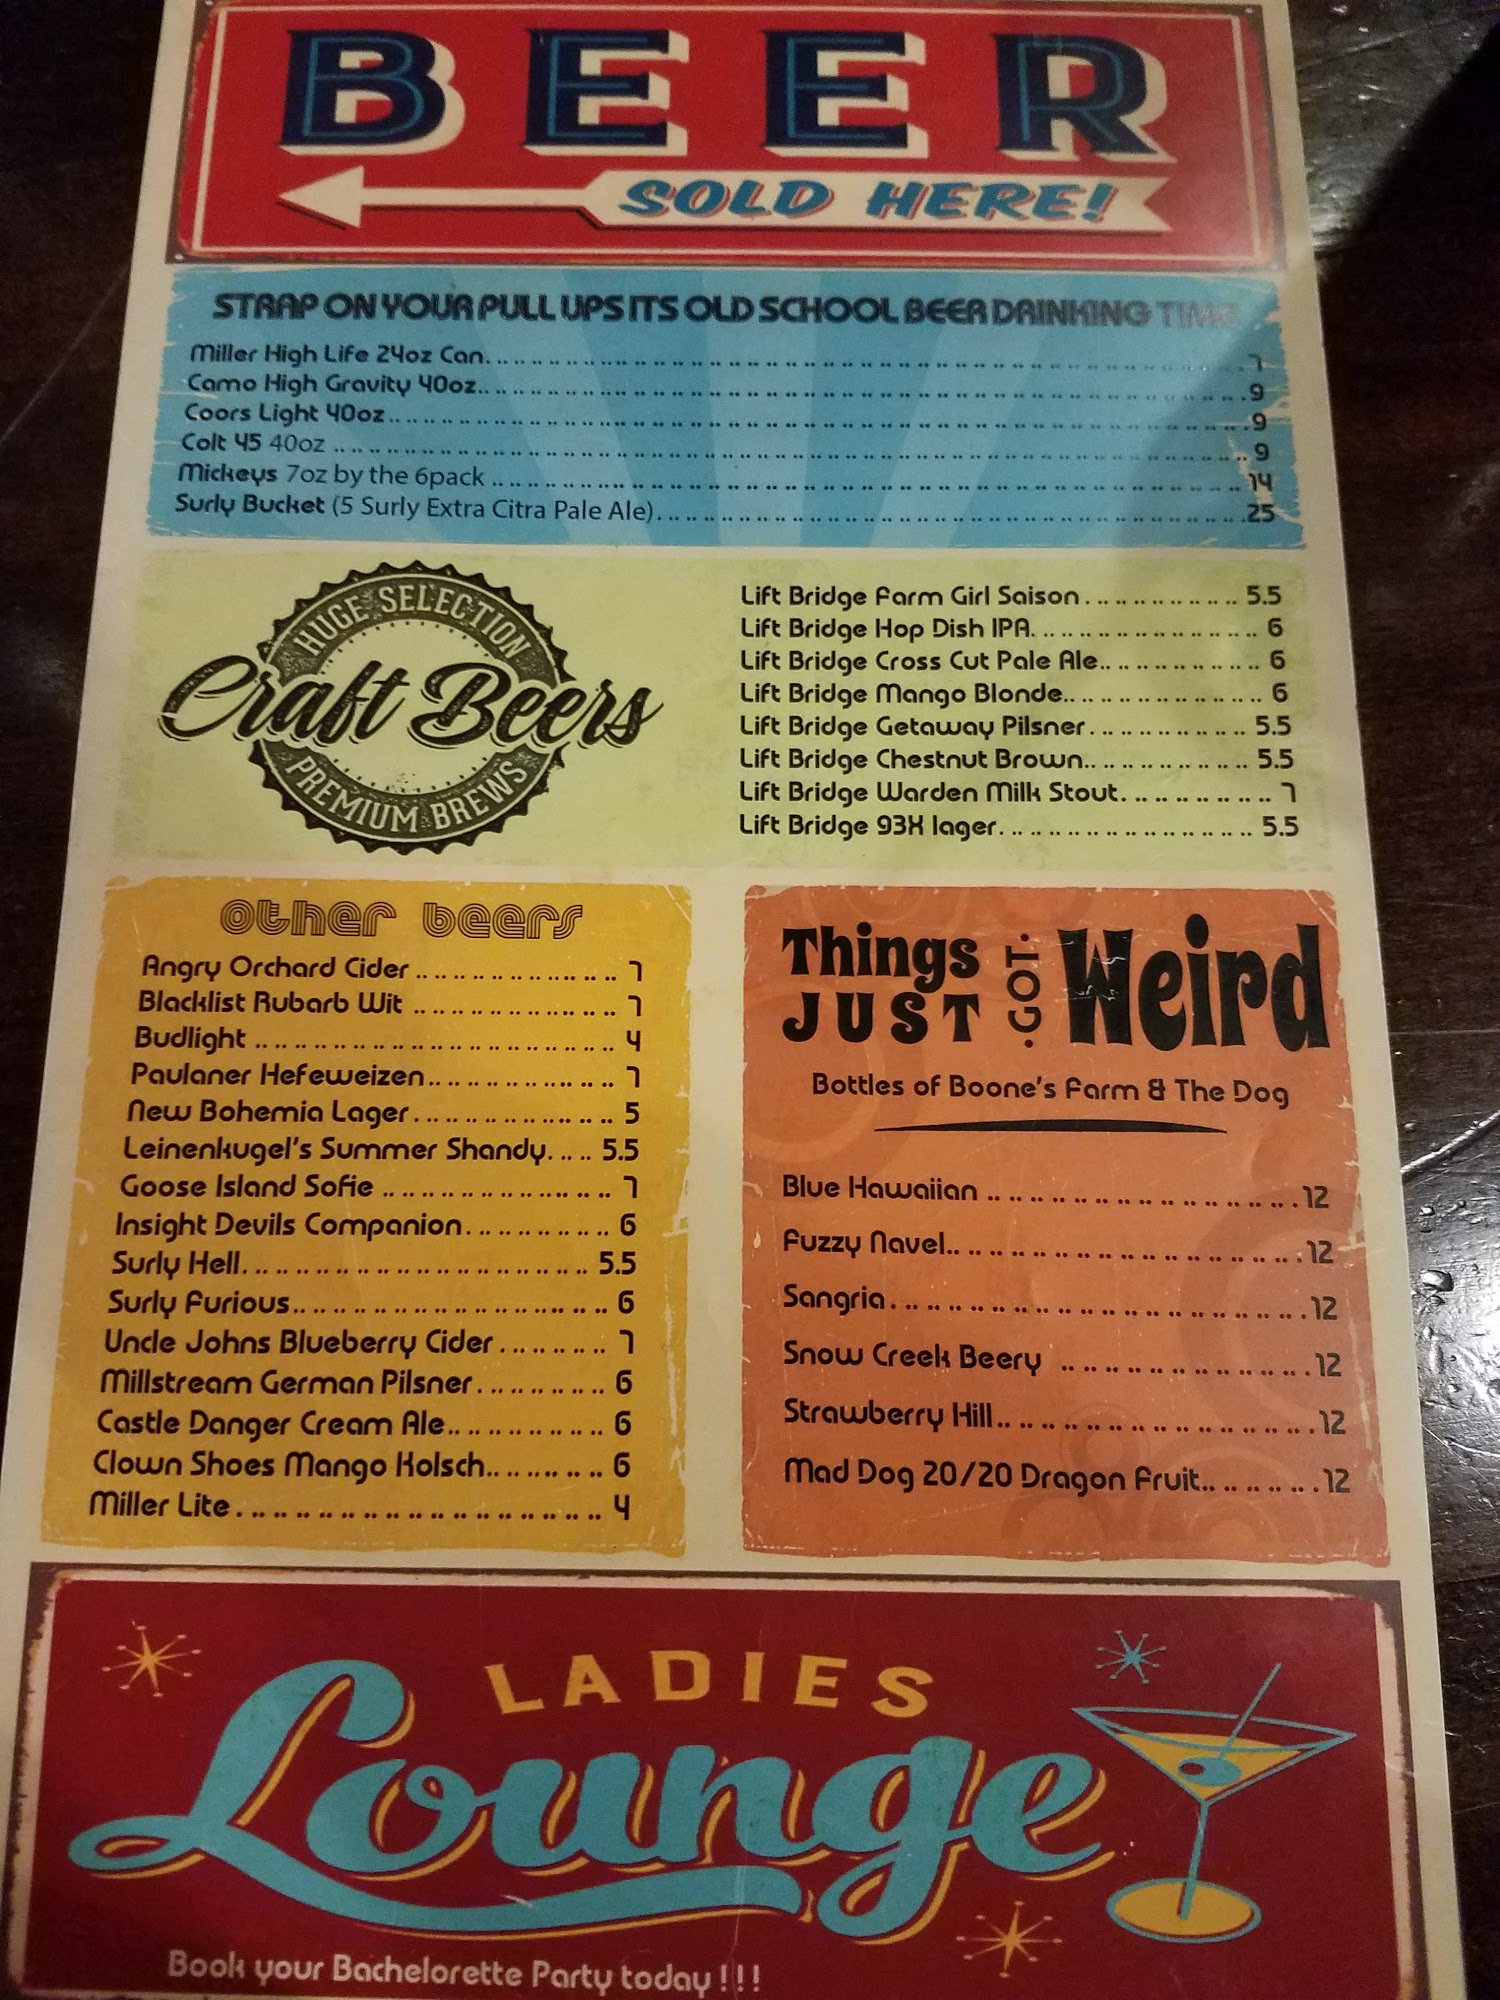 BEER
SOLD HERE!
STRAP ON YOUR PULL UPS ITS OLD SCHOOL BEER DRINKING TIME
Miller High Life 24oz Can. .. .. .. .. .. .. .. 7
Camo High Gravity 40oz.. .. .. .. .. .. .. .. .9
Coors Light 40oz .. .. .. .. .. .. .. .. .9
Colt 45 40oz .. .. .. .. .. .. .. .. 9
Mickeys 7oz by the 6pack .. .. .. .. .. .. .. .. 14
Surly Bucket (5 Surly Extra Citra Pale Ale). .. .. .. .. .. .. .25
HUGE SELECTION
Craft Beers
PREMIUM BREWS
Lift Bridge Farm Girl Saison . .. .. .. .. .. .. 5.5
Lift Bridge Hop Dish IPA. .. .. .. .. .. .. .. 6
Lift Bridge Cross Cut Pale Ale.. .. .. .. .. .. 6
Lift Bridge Mango Blonde.. .. .. .. .. .. .. 6
Lift Bridge Getaway Pilsner . .. .. .. .. .. 5.5
Lift Bridge Chestnut Brown.. .. .. .. .. .. 5.5
Lift Bridge Warden Milk Stout. .. .. .. .. .. 7
Lift Bridge 93X lager. .. .. .. .. .. .. .. 5.5
other beers
Angry Orchard Cider .. .. .. .. .. .. .. 7
Blacklist Rubarb Wit .. .. .. .. .. .. .. 7
Budlight .. .. .. .. .. .. .. .. .. .. 4
Paulaner Hefeweizen.. .. .. .. .. .. .. 7
New Bohemia Lager. .. .. .. .. .. .. 5
Leinenkugel's Summer Shandy. .. .. 5.5
Goose Island Sofie .. .. .. .. .. .. .. 7
Insight Devils Companion. .. .. .. .. .. 6
Surly Hell. .. .. .. .. .. .. .. .. .. 5.5
Surly Furious.. .. .. .. .. .. .. .. .. 6
Uncle Johns Blueberry Cider . .. .. .. .. 7
Millstream German Pilsner. .. .. .. .. .. 6
Castle Danger Cream Ale.. .. .. .. .. .. 6
Clown Shoes Mango Kolsch.. .. .. .. .. 6
Miller Lite . .. .. .. .. .. .. .. .. .. 4
Things JUST .GOT. Weird
Bottles of Boone's Farm & The Dog
Blue Hawaiian .. .. .. .. .. .. .. .. .12
Fuzzy Navel.. .. .. .. .. .. .. .. .. .12
Sangria . .. .. .. .. .. .. .. .. .. .12
Snow Creek Beery .. .. .. .. .. .. .. .12
Strawberry Hill .. .. .. .. .. .. .. .. .12
Mad Dog 20/20 Dragon Fruit.. .. .. .. .12
LADIES
Lounge
Book your Bachelorette Party today ! ! !